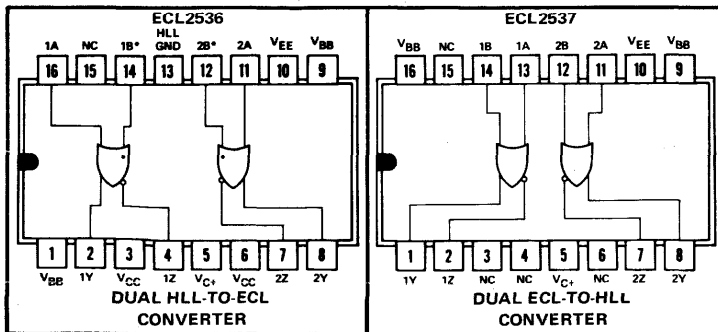 ECL2536
1A NC 1B* HLL GND 2B* 2A VEE VBB
16 15 14 13 12 11 10 9
1 2 3 4 5 6 7 8
VBB 1Y VCC 1Z VC+ VCC 2Z 2Y
DUAL HLL-TO-ECL
CONVERTER
ECL2537
VBB NC 1B 1A 2B 2A VEE VBB
16 15 14 13 12 11 10 9
1 2 3 4 5 6 7 8
1Y 1Z NC NC VC+ NC 2Z 2Y
DUAL ECL-TO-HLL
CONVERTER